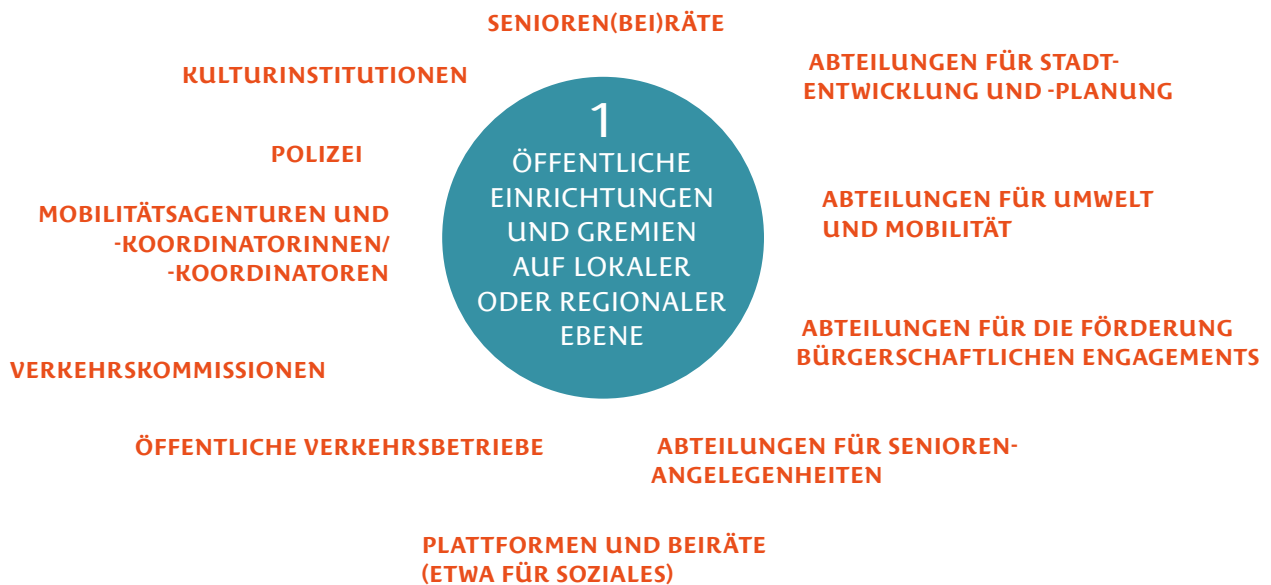 SENIOREN(BEI)RÄTE
KULTURINSTITUTIONEN
ABTEILUNGEN FÜR STADT-
ENTWICKLUNG UND -PLANUNG
POLIZEI
MOBILITÄTSAGENTUREN UND
-KOORDINATORINNEN/
-KOORDINATOREN
1
ÖFFENTLICHE
EINRICHTUNGEN
UND GREMIEN
AUF LOKALER
ODER REGIONALER
EBENE
ABTEILUNGEN FÜR UMWELT
UND MOBILITÄT
ABTEILUNGEN FÜR DIE FÖRDERUNG
BÜRGERSCHAFTLICHEN ENGAGEMENTS
VERKEHRSKOMMISSIONEN
ÖFFENTLICHE VERKEHRSBETRIEBE
ABTEILUNGEN FÜR SENIOREN-
ANGELEGENHEITEN
PLATTFORMEN UND BEIRÄTE
(ETWA FÜR SOZIALES)